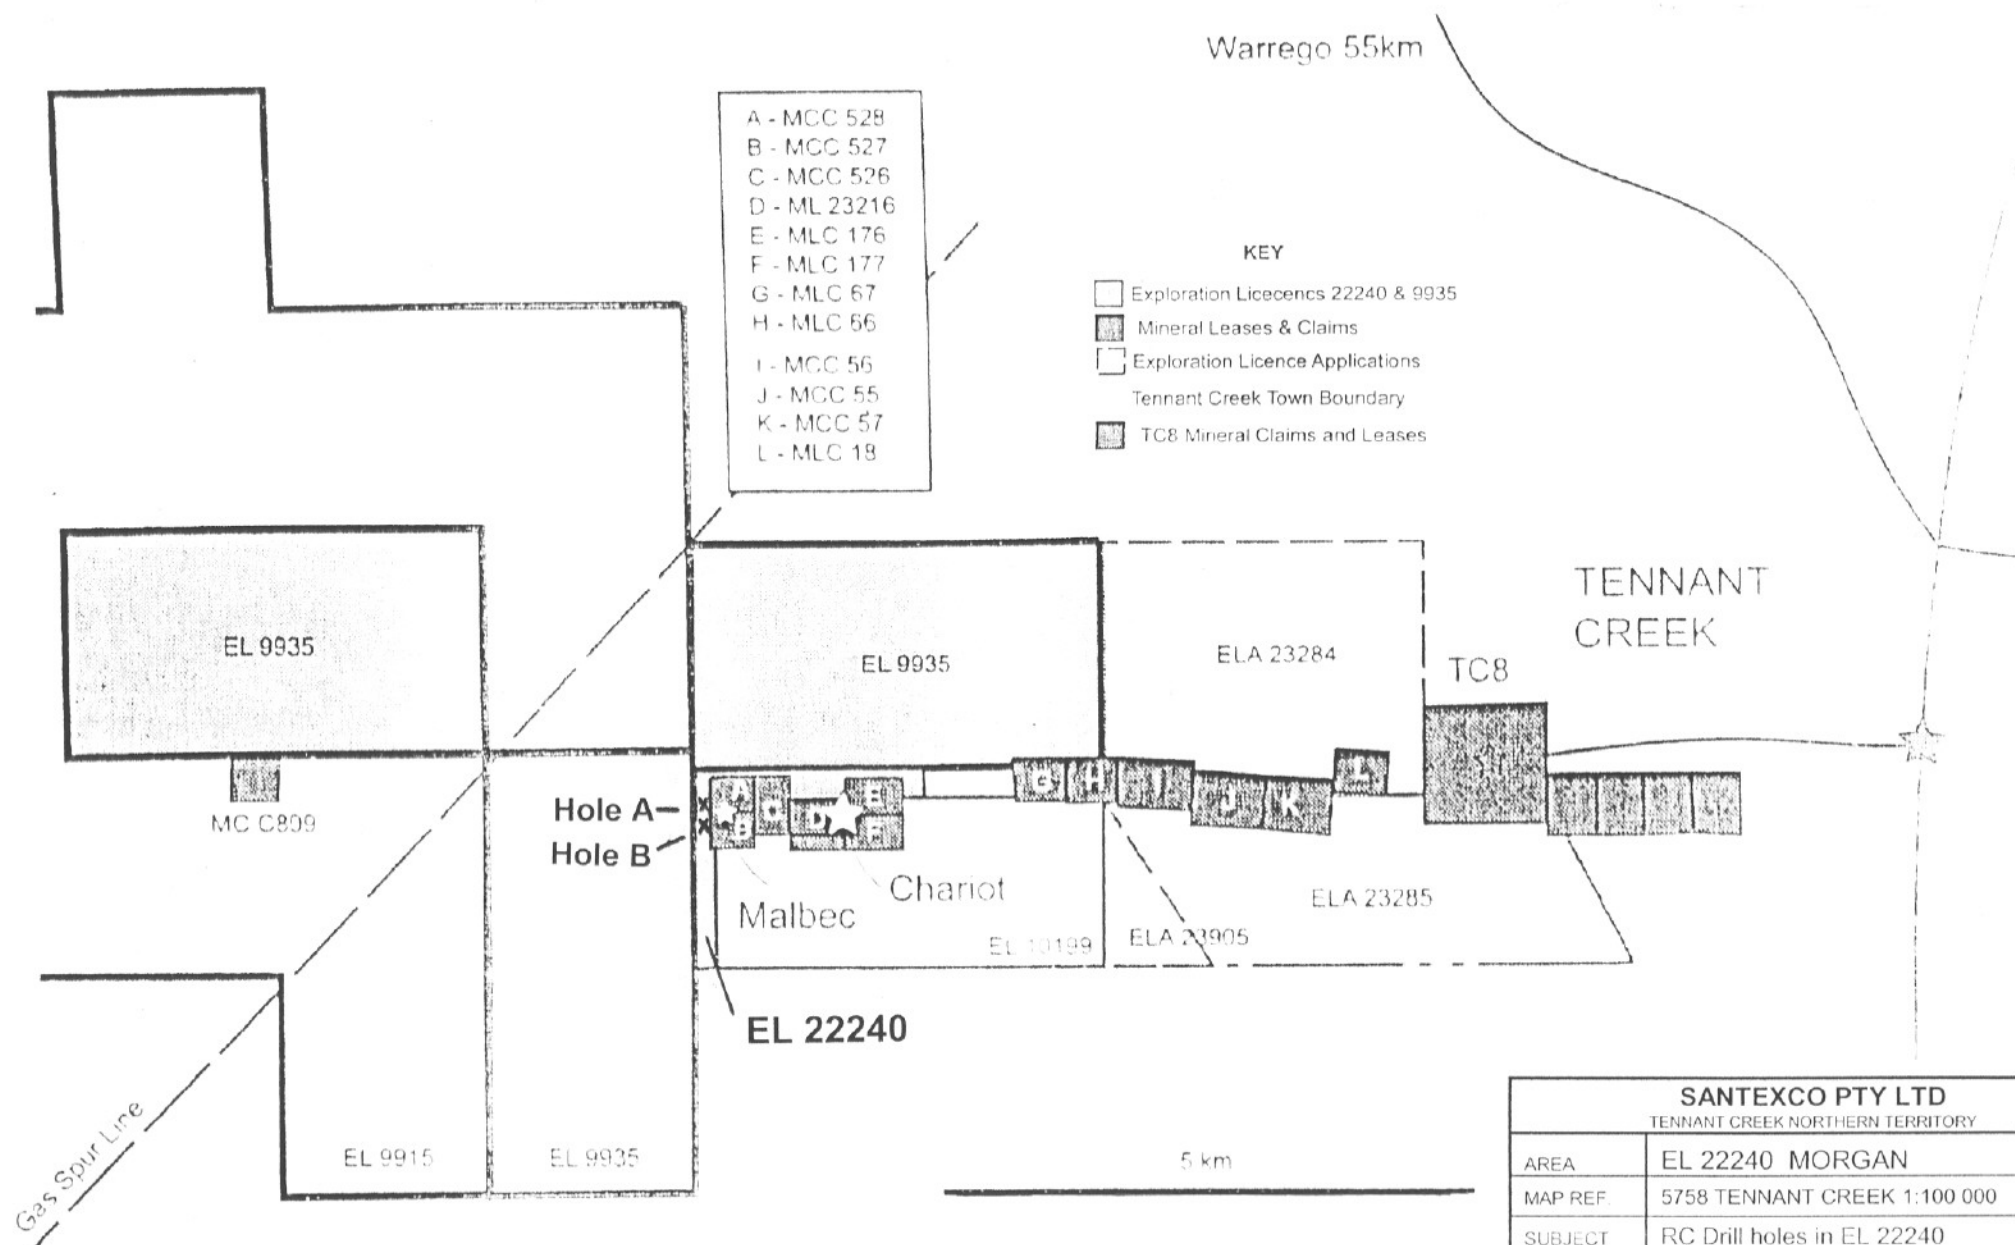 Warrego 55km
A - MCC 528
B - MCC 527
C - MCC 526
D - ML 23216
E - MLC 176
F - MLC 177
G - MLC 67
H - MLC 66
I - MCC 56
J - MCC 55
K - MCC 57
L - MLC 18
KEY
Exploration Licecencs 22240 & 9935
Mineral Leases & Claims
Exploration Licence Applications
Tennant Creek Town Boundary
TC8 Mineral Claims and Leases
TENNANT
CREEK
EL 9935
EL 9935
ELA 23284
TC8
L
G H I
J K
A
B
C
D
E
F
MC C809
Hole A
Hole B
Malbec
Chariot
EL 10199
ELA 23905
ELA 23285
EL 22240
Gas Spur Line
EL 9915
EL 9935
5 km
SANTEXCO PTY LTD
TENNANT CREEK NORTHERN TERRITORY
AREA EL 22240 MORGAN
MAP REF. 5758 TENNANT CREEK 1:100 000
SUBJECT RC Drill holes in EL 22240